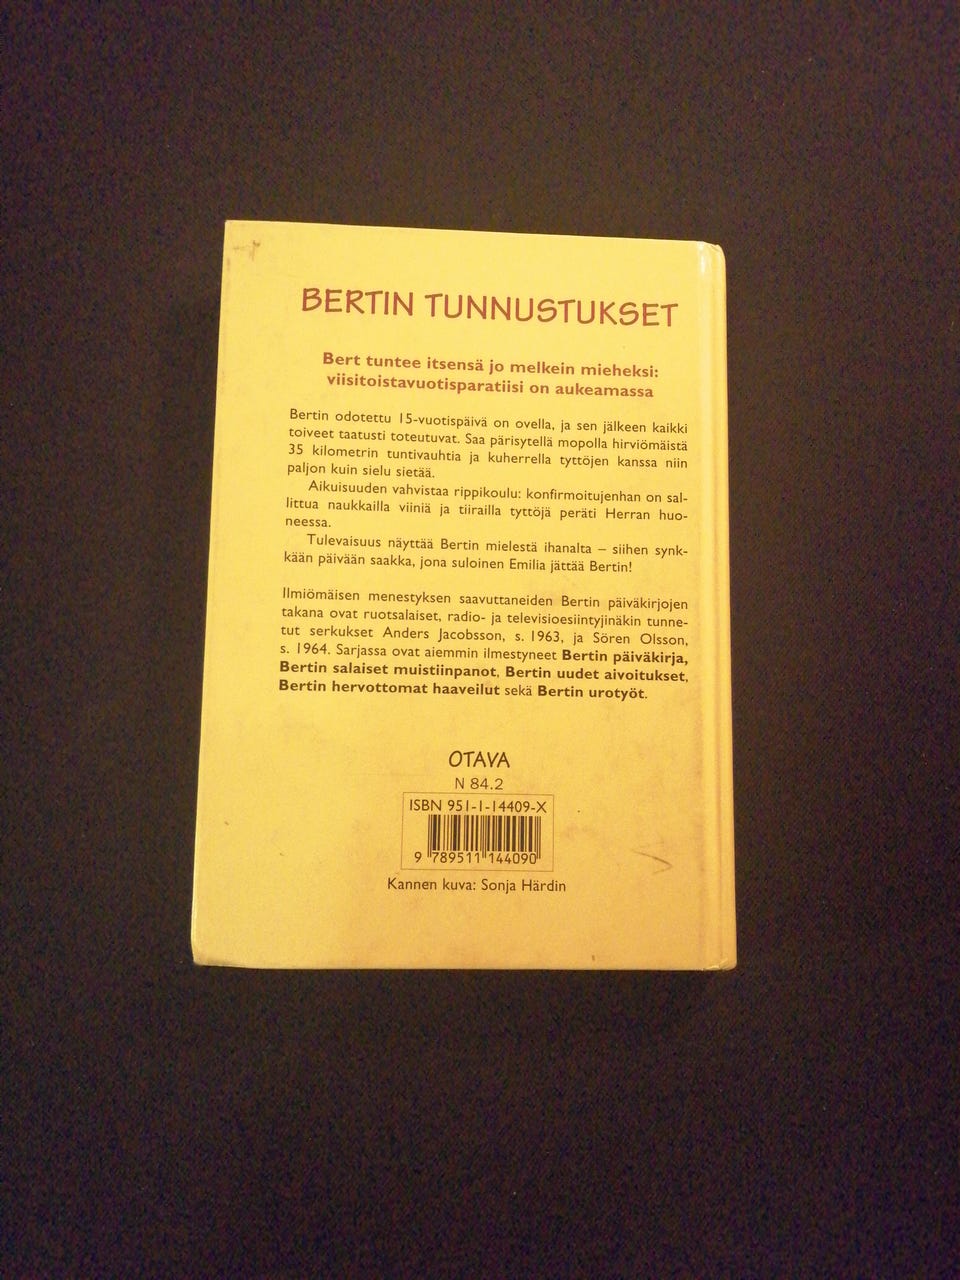 BERTIN TUNNUSTUKSET
Bert tuntee itsensä jo melkein mieheksi:
viisitoistavuotisparatiisi on aukeamassa
Bertin odotettu 15-vuotispäivä on ovella, ja sen jälkeen kaikki
toiveet taatusti toteutuvat. Saa pärisytellä mopolla hirviömäistä
35 kilometrin tuntivauhtia ja kuherrella tyttöjen kanssa niin
paljon kuin sielu sietää.
Aikuisuuden vahvistaa rippikoulu: konfirmoitujenhan on sal-
littua naukkailla viiniä ja tiirailla tyttöjä peräti Herran huo-
neessa.
Tulevaisuus näyttää Bertin mielestä ihanalta – siihen synk-
kään päivään saakka, jona suloinen Emilia jättää Bertin!
Ilmiömäisen menestyksen saavuttaneiden Bertin päiväkirjojen
takana ovat ruotsalaiset, radio- ja televisioesiintyjinäkin tunne-
tut serkukset Anders Jacobsson, s. 1963, ja Sören Olsson,
s. 1964. Sarjassa ovat aiemmin ilmestyneet Bertin päiväkirja,
Bertin salaiset muistiinpanot, Bertin uudet aivoitukset,
Bertin hervottomat haaveilut sekä Bertin urotyöt.
OTAVA
N 84.2
ISBN 951-1-14409-X
9 789511 144090
Kannen kuva: Sonja Härdin